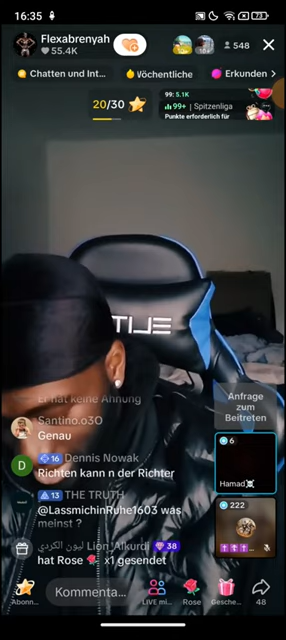 16:35
73
Flexabrenyah
55.4K
548
Chatten und Int...
Wöchentliche
Erkunden
20/30
99: 5.1K
99+ | Spitzenliga
Punkte erforderlich für
Er hat keine Ahnung
Santino.o3O
Genau
D
16 Dennis Nowak
Richten kann n der Richter
13 THE TRUTH
@LassmichinRuhe1603 was
meinst ?
Lion Alkurdi ليون الكردي 38
hat Rose x1 gesendet
Anfrage
zum
Beitreten
6
Hamad
222
Kommenta...
Abonn...
LIVE mi...
Rose
Gesche...
48